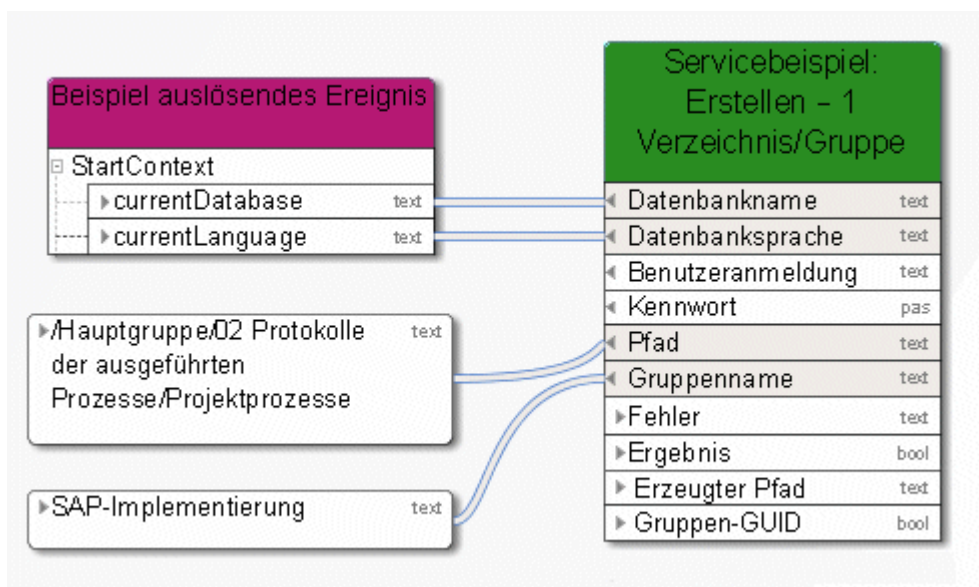 Beispiel auslösendes Ereignis
StartContext
currentDatabase text
currentLanguage text
/Hauptgruppe/02 Protokolle text
der ausgeführten
Prozesse/Projektprozesse
SAP-Implementierung text
Servicebeispiel:
Erstellen – 1
Verzeichnis/Gruppe
Datenbankname text
Datenbanksprache text
Benutzeranmeldung text
Kennwort pas
Pfad text
Gruppenname text
Fehler text
Ergebnis bool
Erzeugter Pfad text
Gruppen-GUID bool